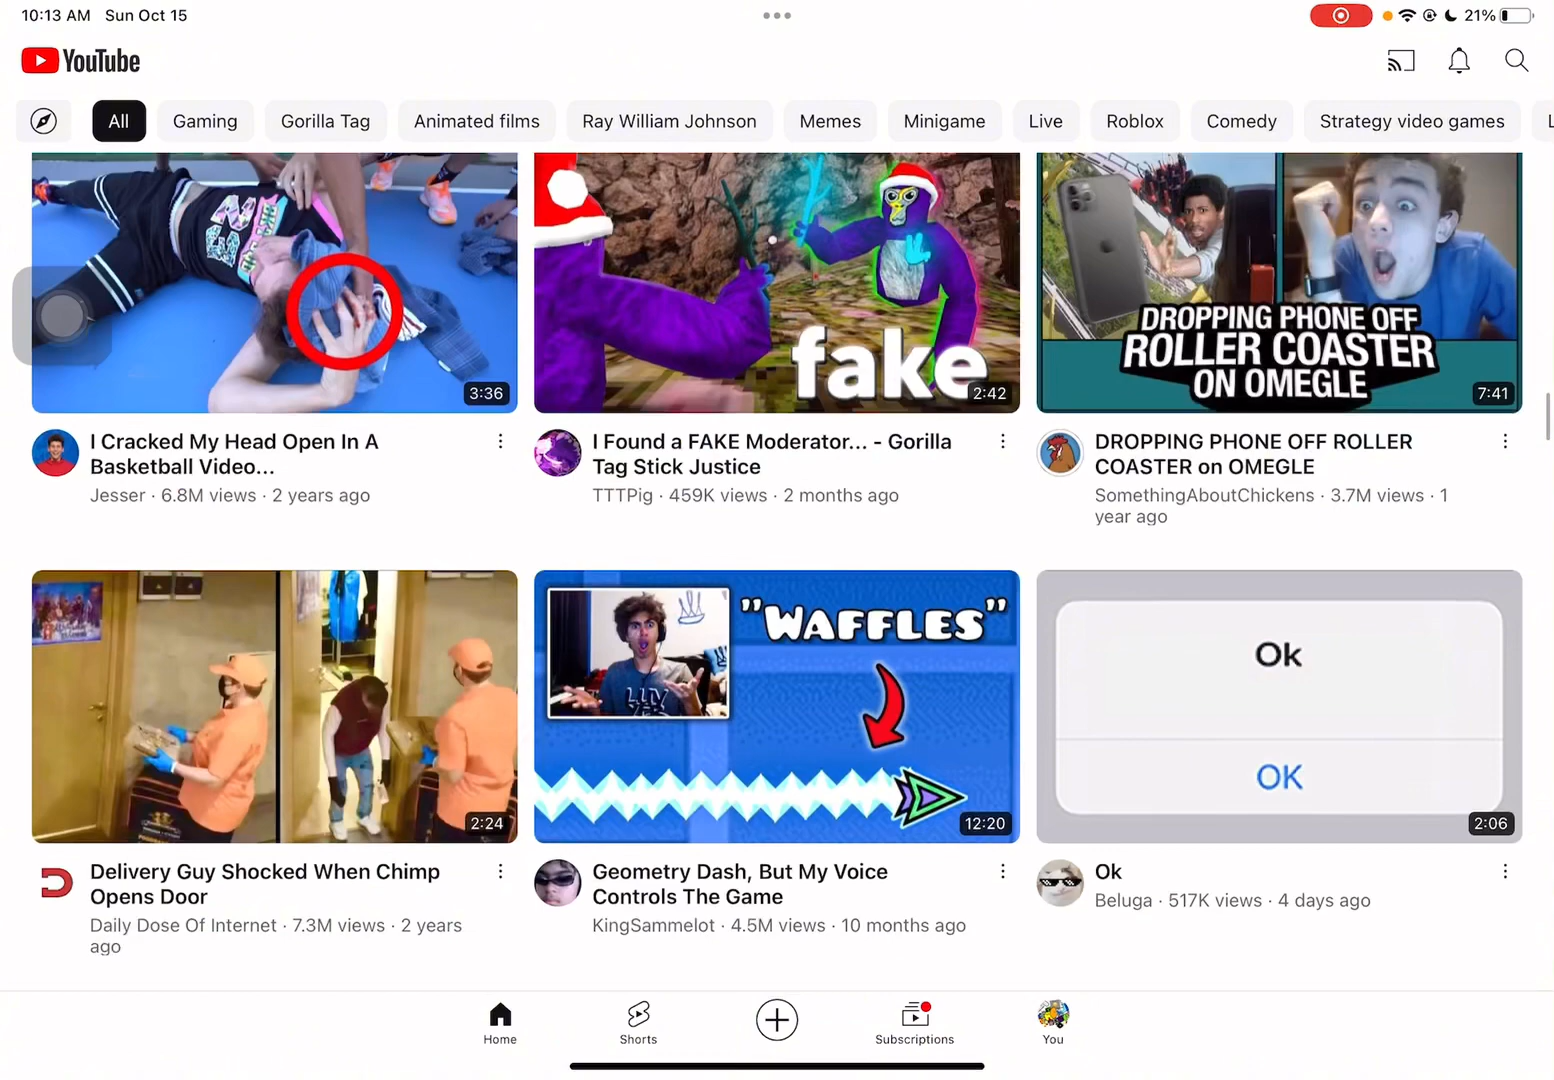 10:13 AM Sun Oct 15
21%
YouTube
All Gaming Gorilla Tag Animated films Ray William Johnson Memes Minigame Live Roblox Comedy Strategy video games L
fake
DROPPING PHONE OFF
ROLLER COASTER
ON OMEGLE
3:36
2:42
7:41
I Cracked My Head Open In A
Basketball Video...
Jesser · 6.8M views · 2 years ago
I Found a FAKE Moderator... - Gorilla
Tag Stick Justice
TTTPig · 459K views · 2 months ago
DROPPING PHONE OFF ROLLER
COASTER on OMEGLE
SomethingAboutChickens · 3.7M views · 1
year ago
"WAFFLES"
Ok
OK
2:24
12:20
2:06
Delivery Guy Shocked When Chimp
Opens Door
Daily Dose Of Internet · 7.3M views · 2 years
ago
Geometry Dash, But My Voice
Controls The Game
KingSammelot · 4.5M views · 10 months ago
Ok
Beluga · 517K views · 4 days ago
Home
Shorts
Subscriptions
You